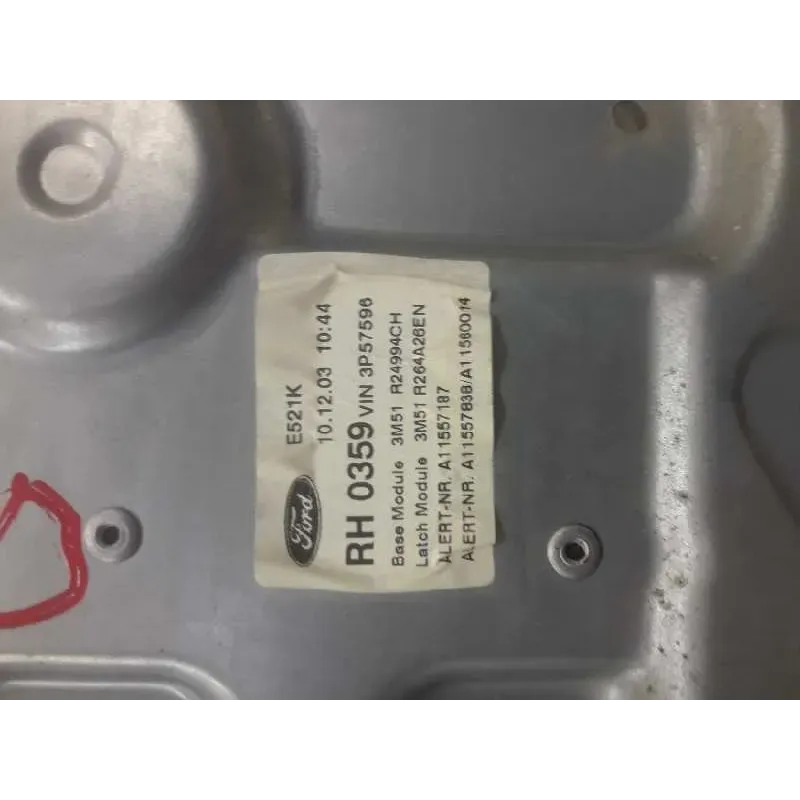 E521K
10.12.03 10:44
Ford
RH 0359 VIN 3P57596
Base Module 3M51 R24994CH
Latch Module 3M51 R264A26EN
ALERT-NR. A11557187
ALERT-NR. A11557838/A11560014